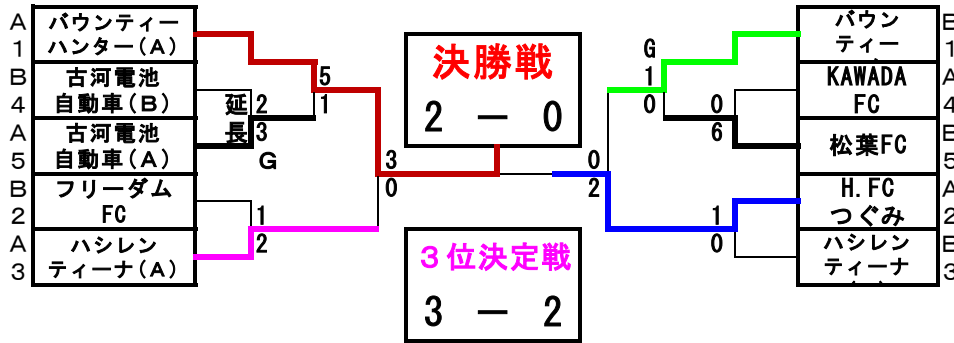 A
1
バウンティー
ハンター(A)
B
4
古河電池
自動車(B)
A
5
古河電池
自動車(A)
B
2
フリーダム
FC
A
3
ハシレン
ティーナ(A)
延長
2
3
G
5
1
1
2
3
0
決勝戦
2 ー 0
3位決定戦
3 ー 2
0
2
G
1
0
0
6
1
0
バウン
ティー
1
KAWADA
FC
A
4
松葉FC
5
H.FC
つぐみ
A
2
ハシレン
ティーナ
3